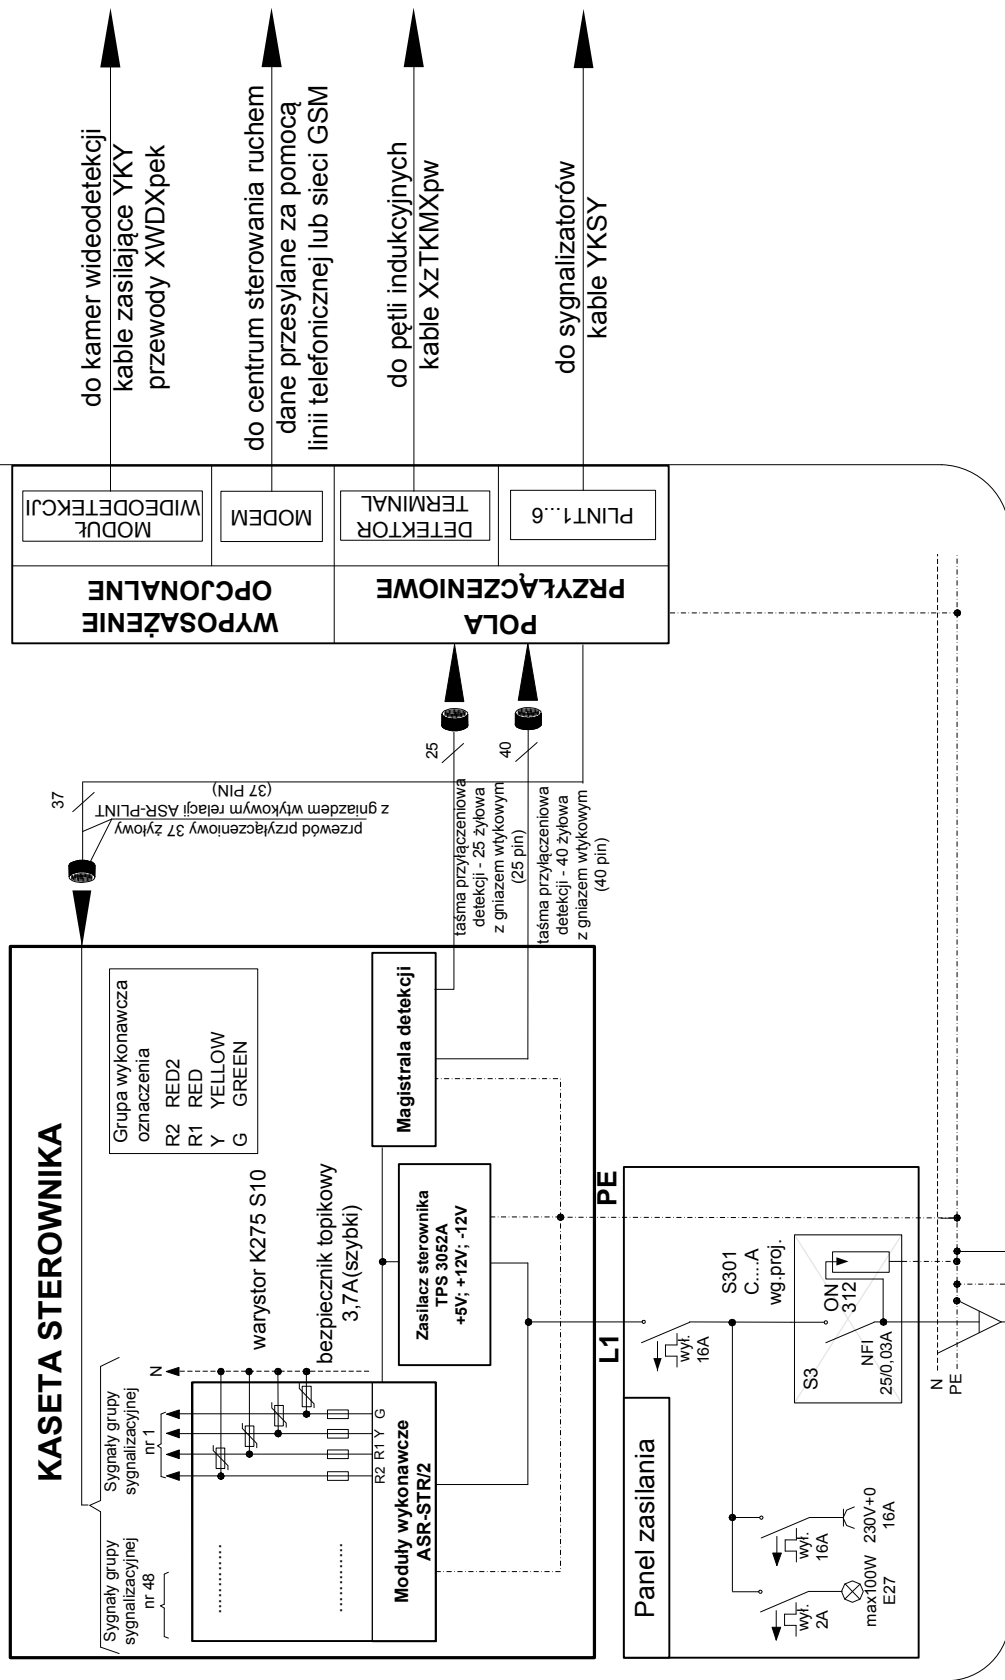 do kamer wideodetekcji
kable zasilające YKY
przewody XWDXpek
do centrum sterowania ruchem
dane przesylane za pomocą
linii telefonicznej lub sieci GSM
do pętli indukcyjnych
kable XzTKMXpw
do sygnalizatorów
kable YKSY
MODUŁ
WIDEODETEKCJI
MODEM
DETEKTOR
TERMINAL
PLINT1...6
WYPOSAŻENIE
OPCJONALNE
POLA
PRZYŁĄCZENIOWE
37
przewód przyłączeniowy 37 żyłowy
z gniazdem wtykowym relacji ASR-PLINT
(37 PIN)
25
taśma przyłączeniowa
detekcji - 25 żyłowa
z gniazem wtykowym
(25 pin)
40
taśma przyłączeniowa
detekcji - 40 żyłowa
z gniazem wtykowym
(40 pin)
KASETA STEROWNIKA
Grupa wykonawcza
oznaczenia
R2 RED2
R1 RED
Y YELLOW
G GREEN
Sygnały grupy
sygnalizacyjnej
nr 1
Sygnały grupy
sygnalizacyjnej
nr 48
N
warystor K275 S10
bezpiecznik topikowy
3,7A(szybki)
R2 R1 Y G
Moduły wykonawcze
ASR-STR/2
Zasilacz sterownika
TPS 3052A
+5V; +12V; -12V
Magistrala detekcji
L1
PE
Panel zasilania
wył.
16A
S301
C....A
wg.proj.
S3
ON
312
NFI
25/0,03A
wył.
2A
max100W
E27
wył.
16A
230V+0
16A
N
PE